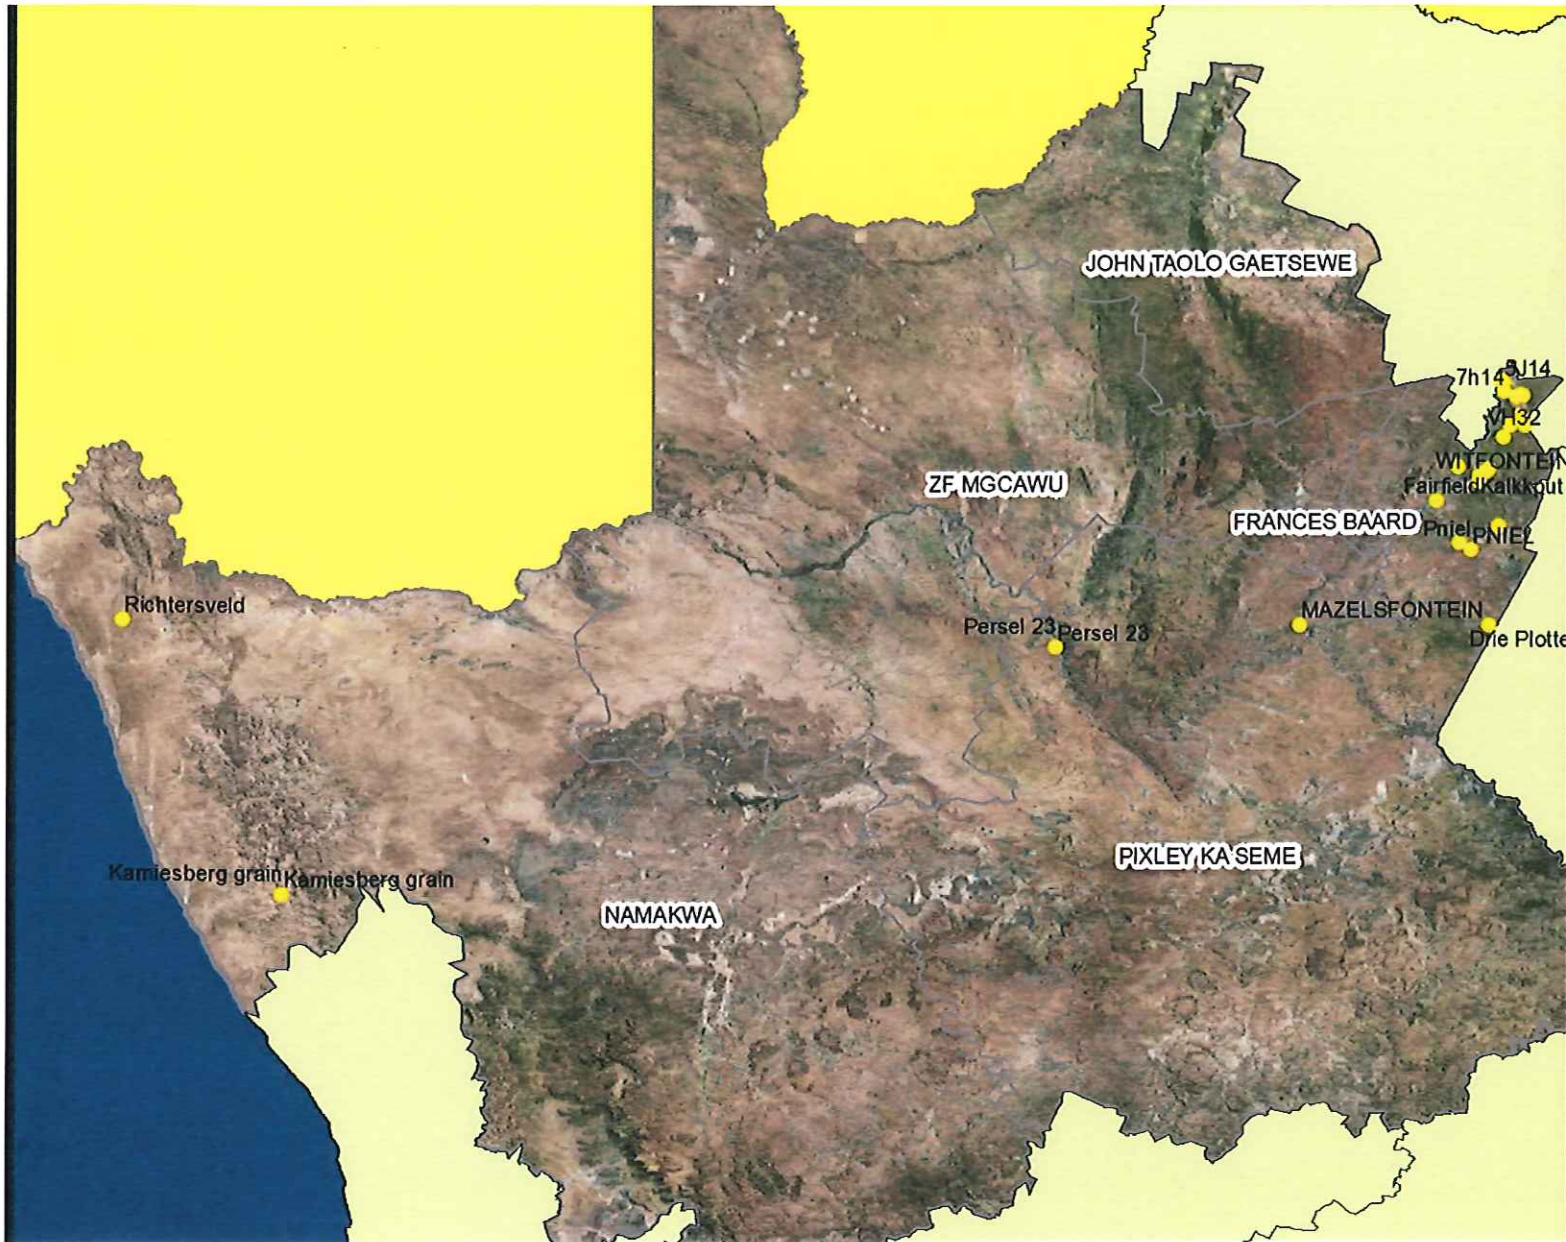 JOHN TAOLO GAETSEWE
5J14
7h14
VH32
WITFONTEIN
ZF MGCAWU
Fairfield Kalkkput
FRANCES BAARD
Pniel PNIEL
Richtersveld
MAZELSFONTEIN
Persel 23 Persel 23
Drie Plotte
PIXLEY KA SEME
Kamiesberg grain Kamiesberg grain
NAMAKWA